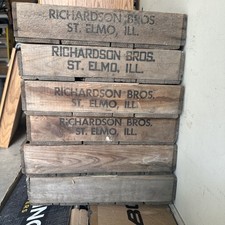 RICHARDSON BROS.
ST. ELMO, ILL.
RICHARDSON BROS.
ST. ELMO, ILL.
RICHARDSON BROS
ST. ELMO, ILL.
RICHARDSON BROS.
ST. ELMO, ILL.